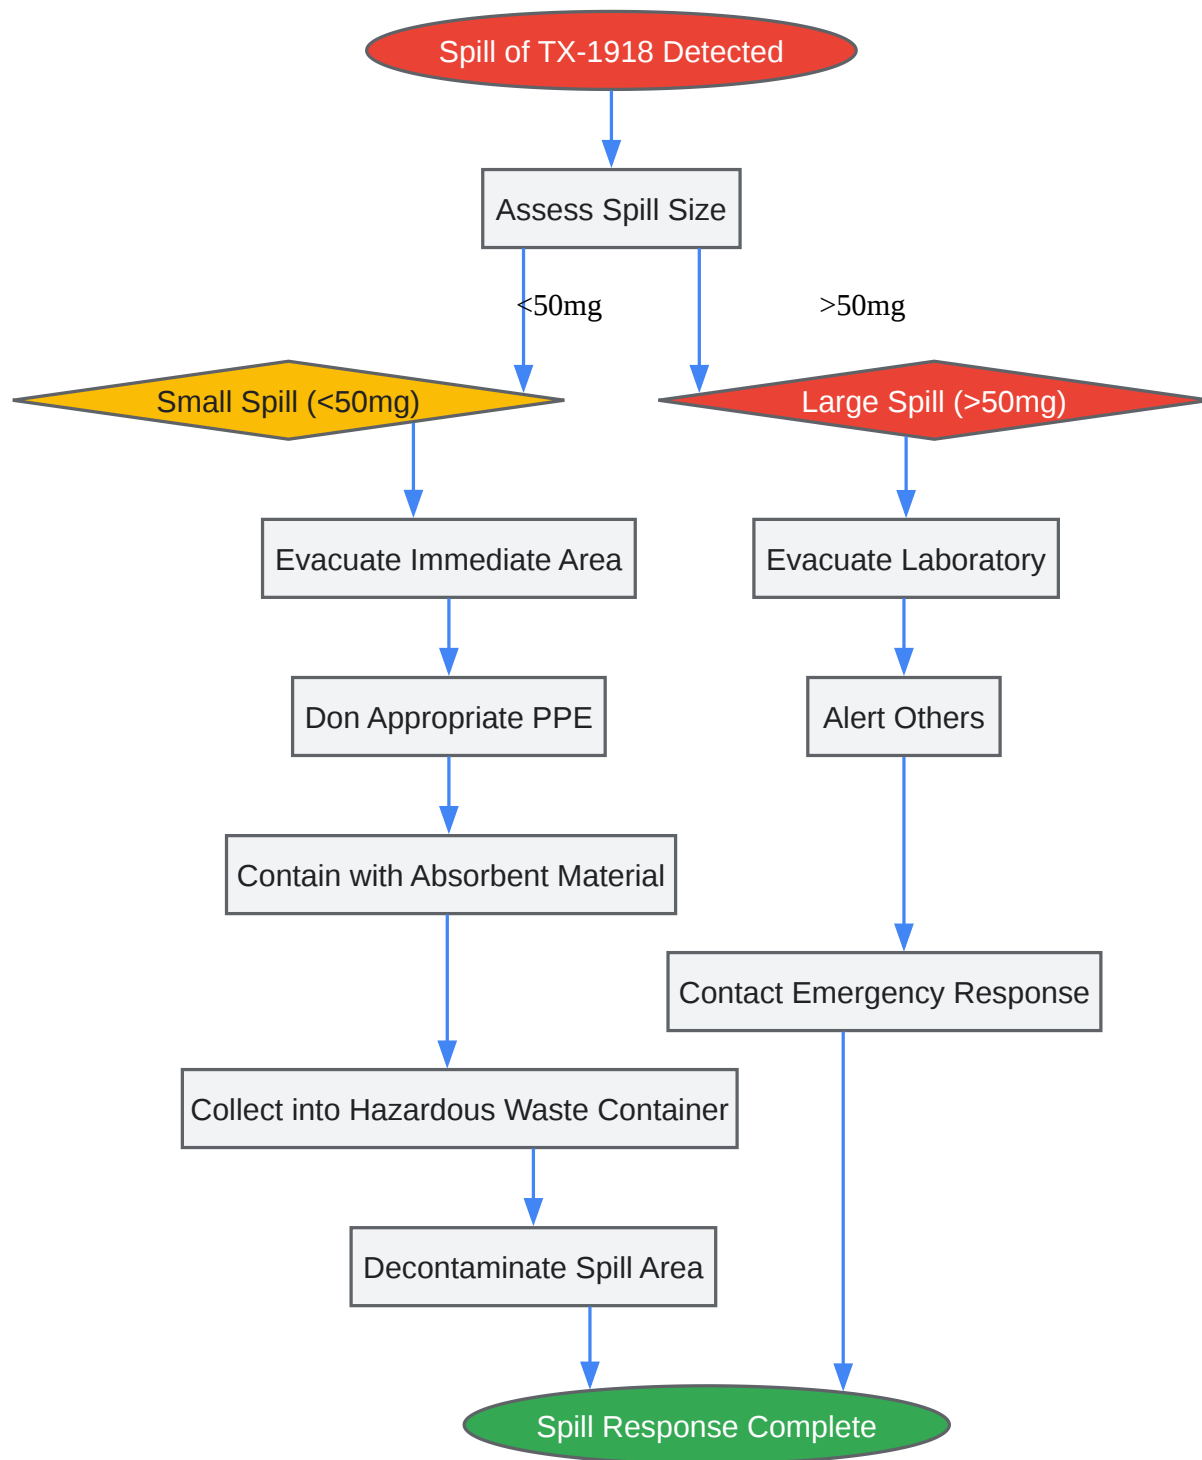 Spill of TX-1918 Detected
Assess Spill Size
<50mg
>50mg
Small Spill (<50mg)
Large Spill (>50mg)
Evacuate Immediate Area
Evacuate Laboratory
Don Appropriate PPE
Alert Others
Contain with Absorbent Material
Contact Emergency Response
Collect into Hazardous Waste Container
Decontaminate Spill Area
Spill Response Complete